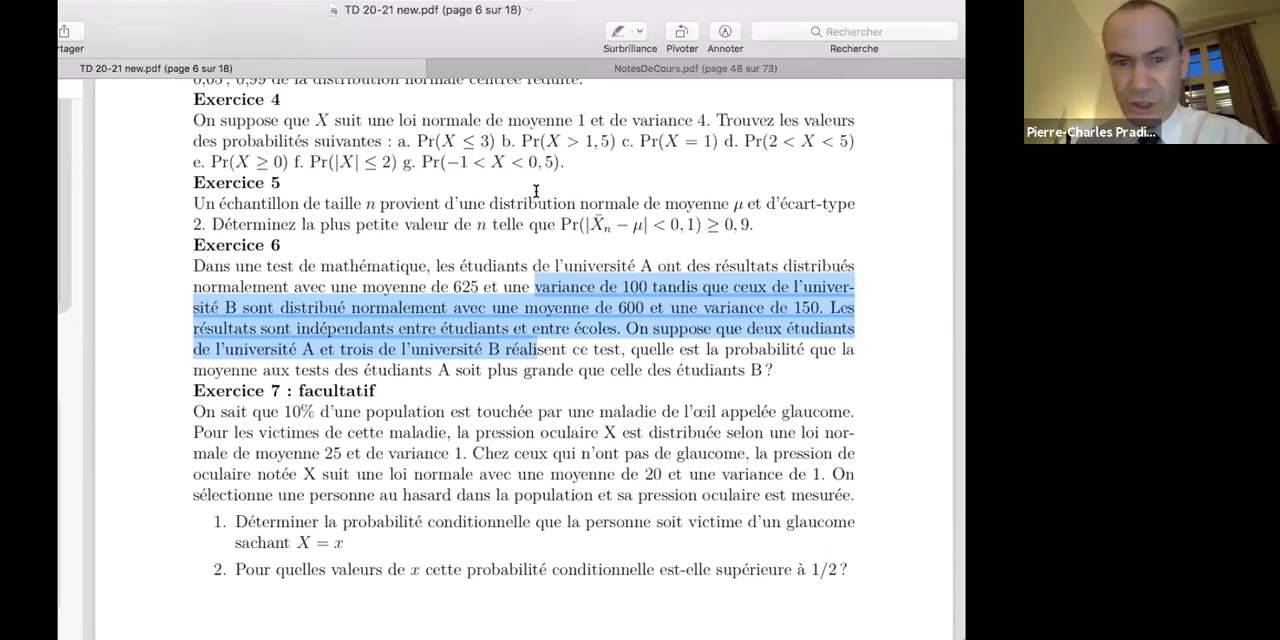 TD 20-21 new.pdf (page 6 sur 18)
tager
Surbrillance Pivoter Annoter Rechercher Recherche
TD 20-21 new.pdf (page 6 sur 18) NotesDeCours.pdf (page 48 sur 73)
0,05 ; 0,99 de la distribution normale centrée réduite.
Exercice 4
On suppose que X suit une loi normale de moyenne 1 et de variance 4. Trouvez les valeurs
des probabilités suivantes : a. Pr(X ≤ 3) b. Pr(X > 1,5) c. Pr(X = 1) d. Pr(2 < X < 5)
e. Pr(X ≥ 0) f. Pr(|X| ≤ 2) g. Pr(−1 < X < 0,5).
Exercice 5
Un échantillon de taille n provient d'une distribution normale de moyenne μ et d'écart-type
2. Déterminez la plus petite valeur de n telle que Pr(|X̄ₙ − μ| < 0,1) ≥ 0,9.
Exercice 6
Dans une test de mathématique, les étudiants de l'université A ont des résultats distribués
normalement avec une moyenne de 625 et une variance de 100 tandis que ceux de l'univer-
sité B sont distribué normalement avec une moyenne de 600 et une variance de 150. Les
résultats sont indépendants entre étudiants et entre écoles. On suppose que deux étudiants
de l'université A et trois de l'université B réalisent ce test, quelle est la probabilité que la
moyenne aux tests des étudiants A soit plus grande que celle des étudiants B ?
Exercice 7 : facultatif
On sait que 10% d'une population est touchée par une maladie de l'œil appelée glaucome.
Pour les victimes de cette maladie, la pression oculaire X est distribuée selon une loi nor-
male de moyenne 25 et de variance 1. Chez ceux qui n'ont pas de glaucome, la pression de
oculaire notée X suit une loi normale avec une moyenne de 20 et une variance de 1. On
sélectionne une personne au hasard dans la population et sa pression oculaire est mesurée.
1. Déterminer la probabilité conditionnelle que la personne soit victime d'un glaucome
sachant X = x
2. Pour quelles valeurs de x cette probabilité conditionnelle est-elle supérieure à 1/2 ?
Pierre-Charles Pradi...